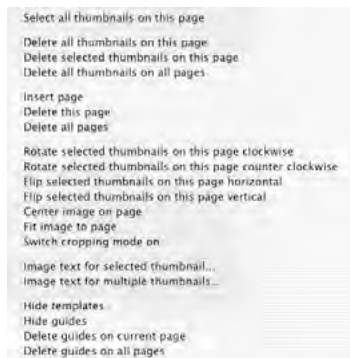 Select all thumbnails on this page
Delete all thumbnails on this page
Delete selected thumbnails on this page
Delete all thumbnails on all pages
Insert page
Delete this page
Delete all pages
Rotate selected thumbnails on this page clockwise
Rotate selected thumbnails on this page counter clockwise
Flip selected thumbnails on this page horizontal
Flip selected thumbnails on this page vertical
Center image on page
Fit image to page
Switch cropping mode on
Image text for selected thumbnail...
Image text for multiple thumbnails...
Hide templates
Hide guides
Delete guides on current page
Delete guides on all pages